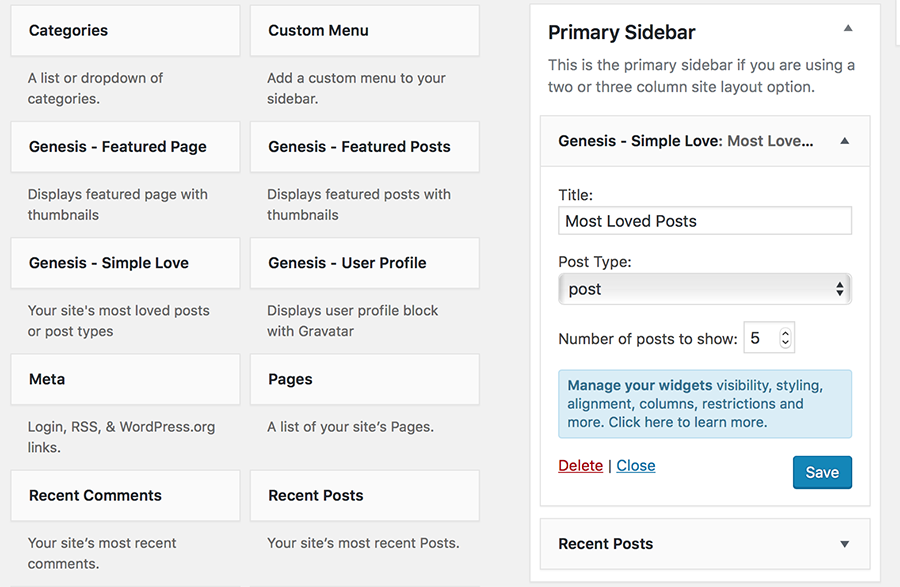 Categories
A list or dropdown of
categories.
Custom Menu
Add a custom menu to your
sidebar.
Genesis - Featured Page
Displays featured page with
thumbnails
Genesis - Featured Posts
Displays featured posts with
thumbnails
Genesis - Simple Love
Your site's most loved posts
or post types
Genesis - User Profile
Displays user profile block
with Gravatar
Meta
Login, RSS, & WordPress.org
links.
Pages
A list of your site’s Pages.
Recent Comments
Your site’s most recent
comments.
Recent Posts
Your site’s most recent Posts.
Primary Sidebar
This is the primary sidebar if you are using a
two or three column site layout option.
Genesis - Simple Love: Most Love...
Title:
Most Loved Posts
Post Type:
post
Number of posts to show: 5
Manage your widgets visibility, styling,
alignment, columns, restrictions and
more. Click here to learn more.
Delete | Close
Save
Recent Posts